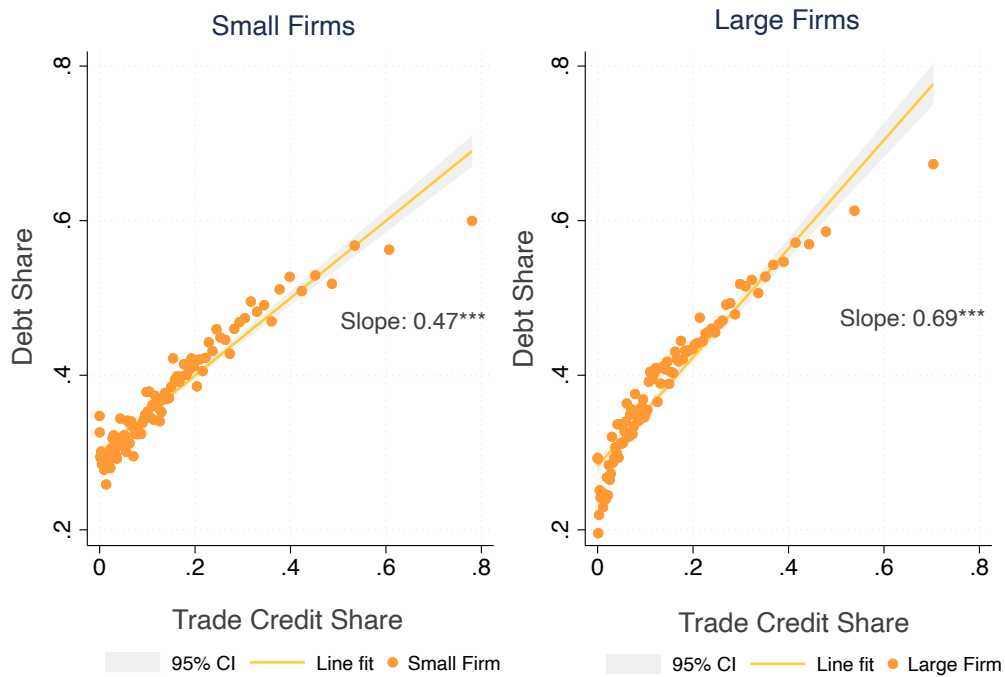 Small Firms
Debt Share
.8
.6
.4
.2
Slope: 0.47***
0 .2 .4 .6 .8
Trade Credit Share
95% CI Line fit Small Firm
Large Firms
Debt Share
.8
.6
.4
.2
Slope: 0.69***
0 .2 .4 .6 .8
Trade Credit Share
95% CI Line fit Large Firm